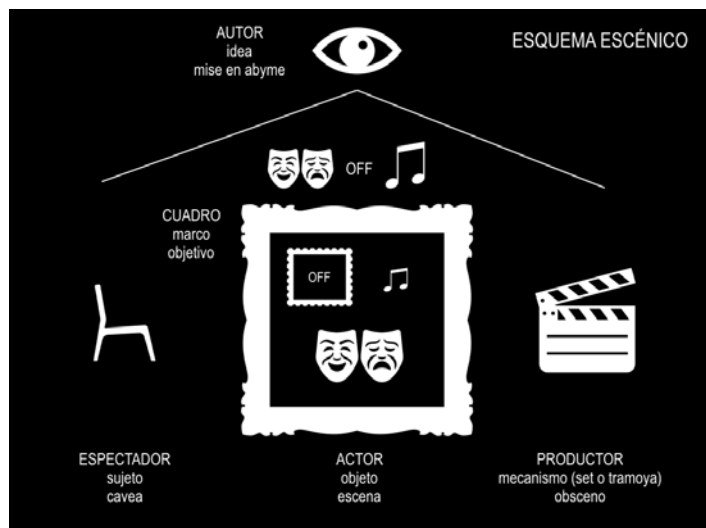 AUTOR
idea
mise en abyme
ESQUEMA ESCÉNICO
OFF
CUADRO
marco
objetivo
OFF
ESPECTADOR
sujeto
cavea
ACTOR
objeto
escena
PRODUCTOR
mecanismo (set o tramoya)
obsceno